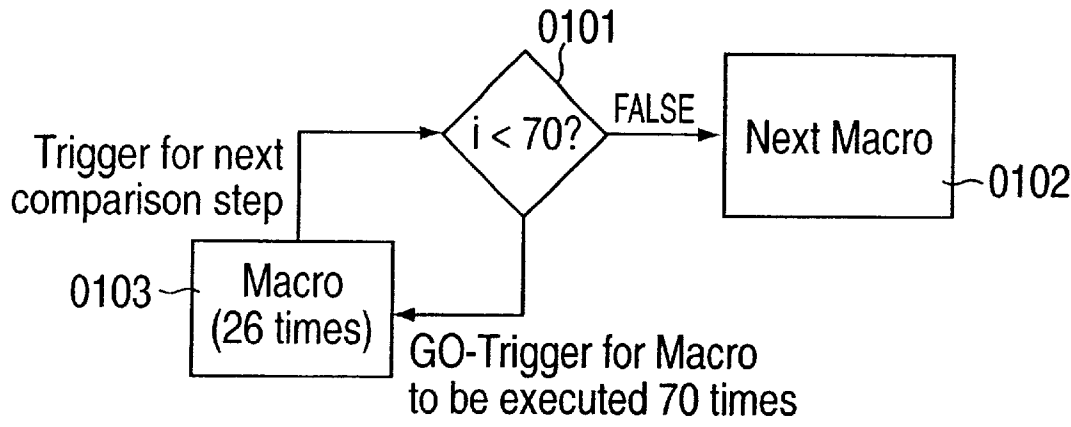 0101
i < 70?
FALSE
Next Macro
0102
Trigger for next
comparison step
0103
Macro
(26 times)
GO-Trigger for Macro
to be executed 70 times